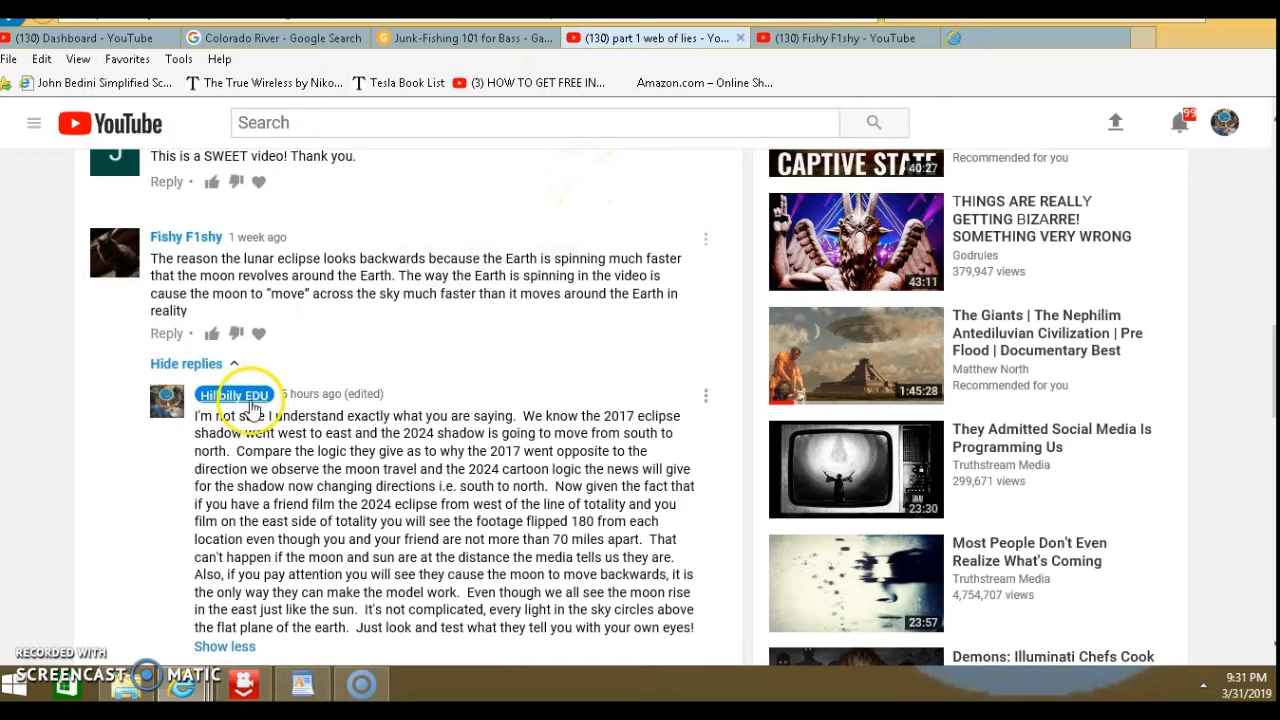 (130) Dashboard - YouTube
Colorado River - Google Search
Junk-Fishing 101 for Bass - Ga...
(130) part 1 web of lies - Yo...
(130) Fishy F1shy - YouTube
File Edit View Favorites Tools Help
John Bedini Simplified Sc...
The True Wireless by Niko...
Tesla Book List
(3) HOW TO GET FREE IN...
Amazon.com – Online Sh...
YouTube
Search
99
J
This is a SWEET video! Thank you.
Reply •
Fishy F1shy 1 week ago
The reason the lunar eclipse looks backwards because the Earth is spinning much faster
that the moon revolves around the Earth. The way the Earth is spinning in the video is
cause the moon to “move” across the sky much faster than it moves around the Earth in
reality
Reply •
Hide replies
Hillbilly EDU 5 hours ago (edited)
I'm not sure I understand exactly what you are saying. We know the 2017 eclipse
shadow went west to east and the 2024 shadow is going to move from south to
north. Compare the logic they give as to why the 2017 went opposite to the
direction we observe the moon travel and the 2024 cartoon logic the news will give
for the shadow now changing directions i.e. south to north. Now given the fact that
if you have a friend film the 2024 eclipse from west of the line of totality and you
film on the east side of totality you will see the footage flipped 180 from each
location even though you and your friend are not more than 70 miles apart. That
can't happen if the moon and sun are at the distance the media tells us they are.
Also, if you pay attention you will see they cause the moon to move backwards, it is
the only way they can make the model work. Even though we all see the moon rise
in the east just like the sun. It's not complicated, every light in the sky circles above
the flat plane of the earth. Just look and test what they tell you with your own eyes!
Show less
CAPTIVE STATE
40:27
Recommended for you
43:11
THINGS ARE REALLY
GETTING BIZARRE!
SOMETHING VERY WRONG
Godrules
379,947 views
1:45:28
The Giants | The Nephilim
Antediluvian Civilization | Pre
Flood | Documentary Best
Matthew North
Recommended for you
23:30
They Admitted Social Media Is
Programming Us
Truthstream Media
299,671 views
23:57
Most People Don't Even
Realize What's Coming
Truthstream Media
4,754,707 views
Demons: Illuminati Chefs Cook
RECORDED WITH
SCREENCAST MATIC
9:31 PM
3/31/2019